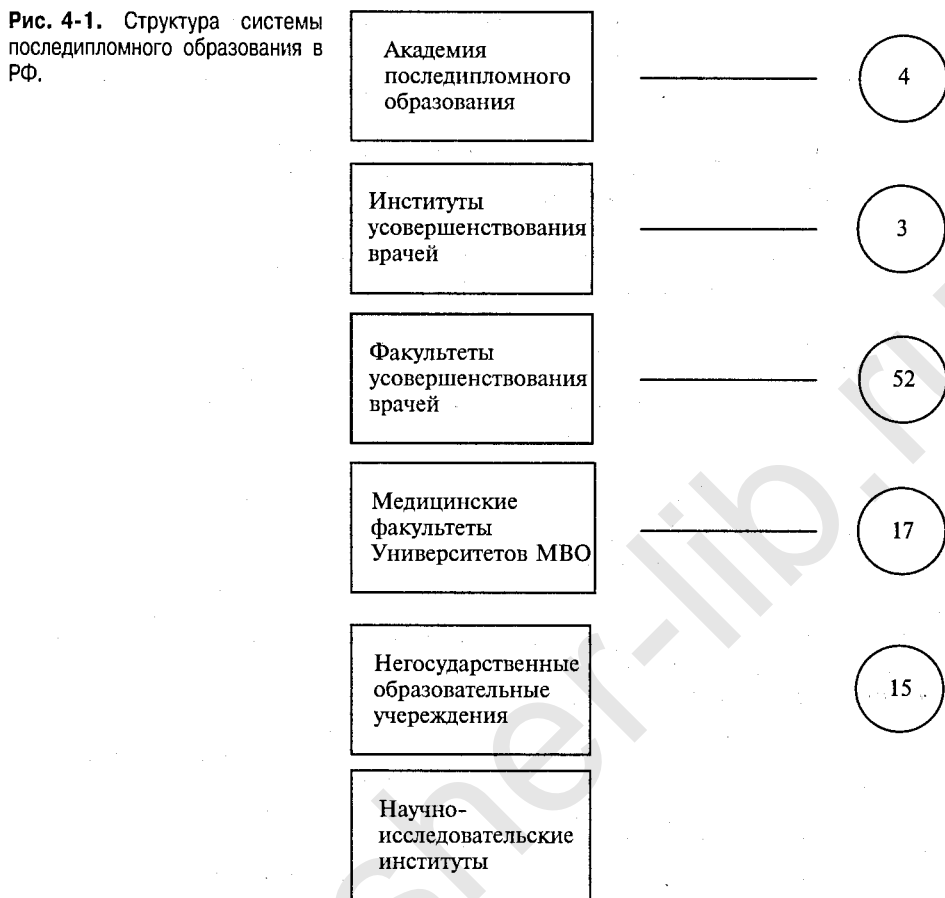 Рис. 4-1. Структура системы
последипломного образования в
РФ.
Академия
последипломного
образования
4
Институты
усовершенствования
врачей
3
Факультеты
усовершенствования
врачей
52
Медицинские
факультеты
Университетов МВО
17
Негосударственные
образовательные
учереждения
15
Научно-
исследовательские
институты